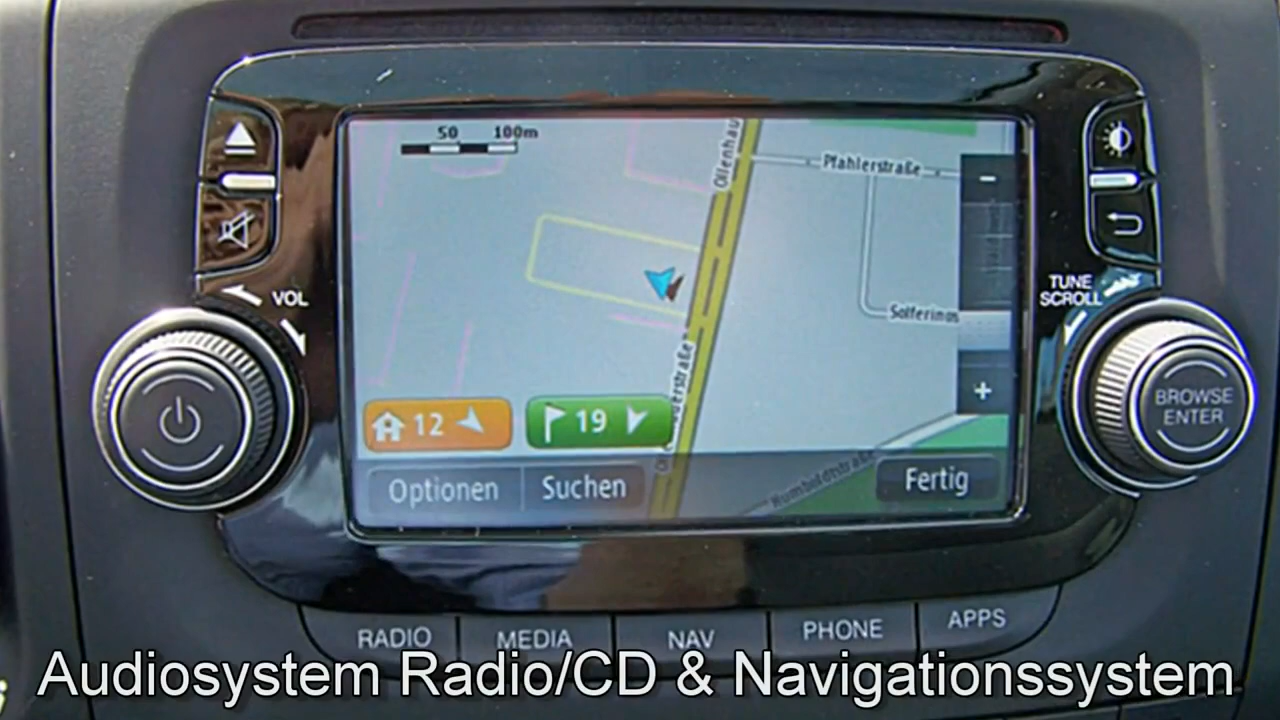 50 100m
Ollenhau
Pfahlerstraße
VOL
TUNE
SCROLL
Solferinos
-
+
12
19
BROWSE
ENTER
Optionen
Suchen
Fertig
Humboldtstraße
RADIO
MEDIA
NAV
PHONE
APPS
Audiosystem Radio/CD & Navigationssystem